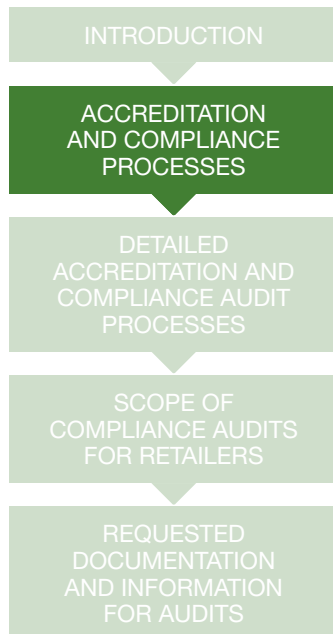 INTRODUCTION
ACCREDITATION
AND COMPLIANCE
PROCESSES
DETAILED
ACCREDITATION AND
COMPLIANCE AUDIT
PROCESSES
SCOPE OF
COMPLIANCE AUDITS
FOR RETAILERS
REQUESTED
DOCUMENTATION
AND INFORMATION
FOR AUDITS